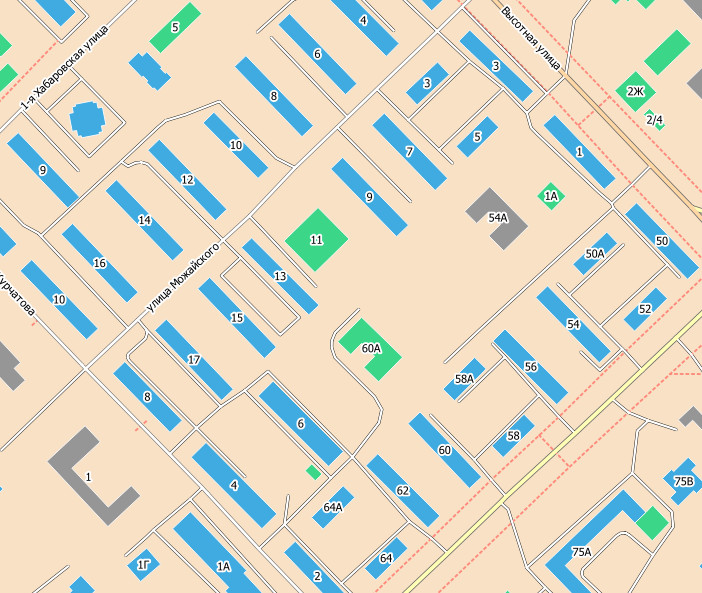 4
5
Высотная улица
1-я Хабаровская улица
6
3
3
2Ж
8
2/4
10
5
7
1
9
12
9
1А
14
54А
11
50
16
50А
улица Можайского
13
10
Курчатова
15
52
54
17
60А
56
58А
8
6
60
58
1
4
62
75В
64А
75А
1Г
1А
64
2